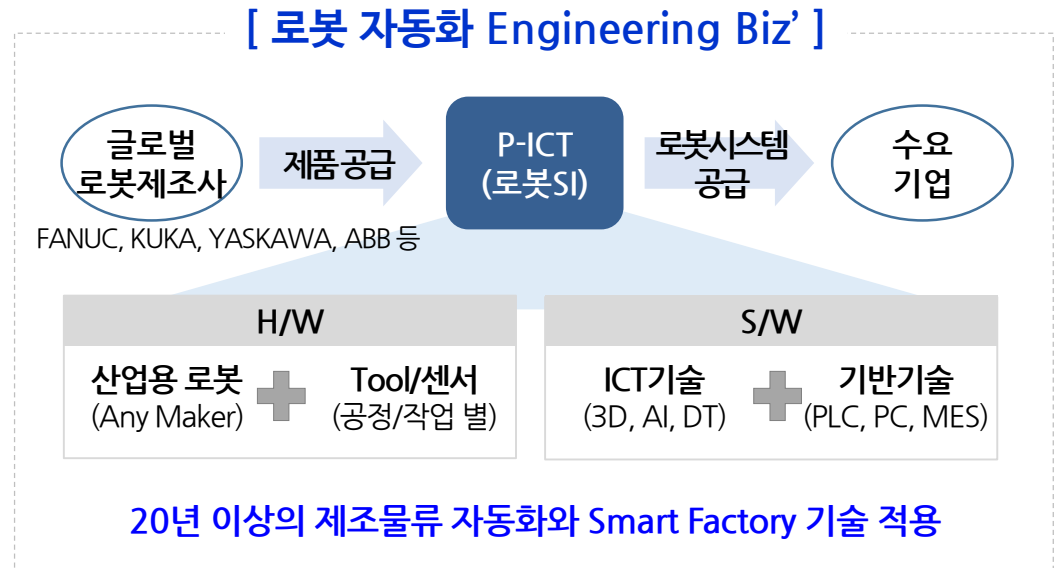 [ 로봇 자동화 Engineering Biz’ ]
글로벌
로봇제조사
제품 공급
P-ICT
(로봇SI)
로봇시스템
공급
수요
기업
FANUC, KUKA, YASKAWA, ABB 등
H/W
산업용 로봇
(Any Maker)
Tool/센서
(공정/작업 별)
S/W
ICT기술
(3D, AI, DT)
기반기술
(PLC, PC, MES)
20년 이상의 제조물류 자동화와 Smart Factory 기술 적용